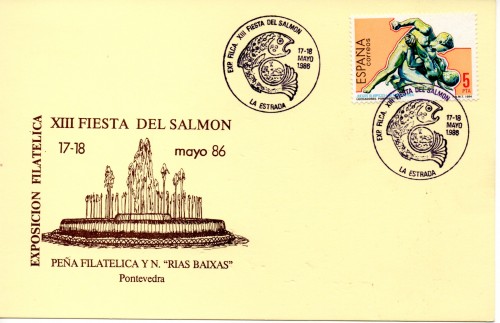 EXPOSICION FILATELICA
XIII FIESTA DEL SALMON
17-18 mayo 86
PEÑA FILATELICA Y N. "RIAS BAIXAS"
Pontevedra
EXP. FILCA. XIII FIESTA DEL SALMON
17-18
MAYO
1986
LA ESTRADA
ESPAÑA
correos
5
PTA
EXP. FILCA. XIII FIESTA DEL SALMON
17-18
MAYO
1986
LA ESTRADA